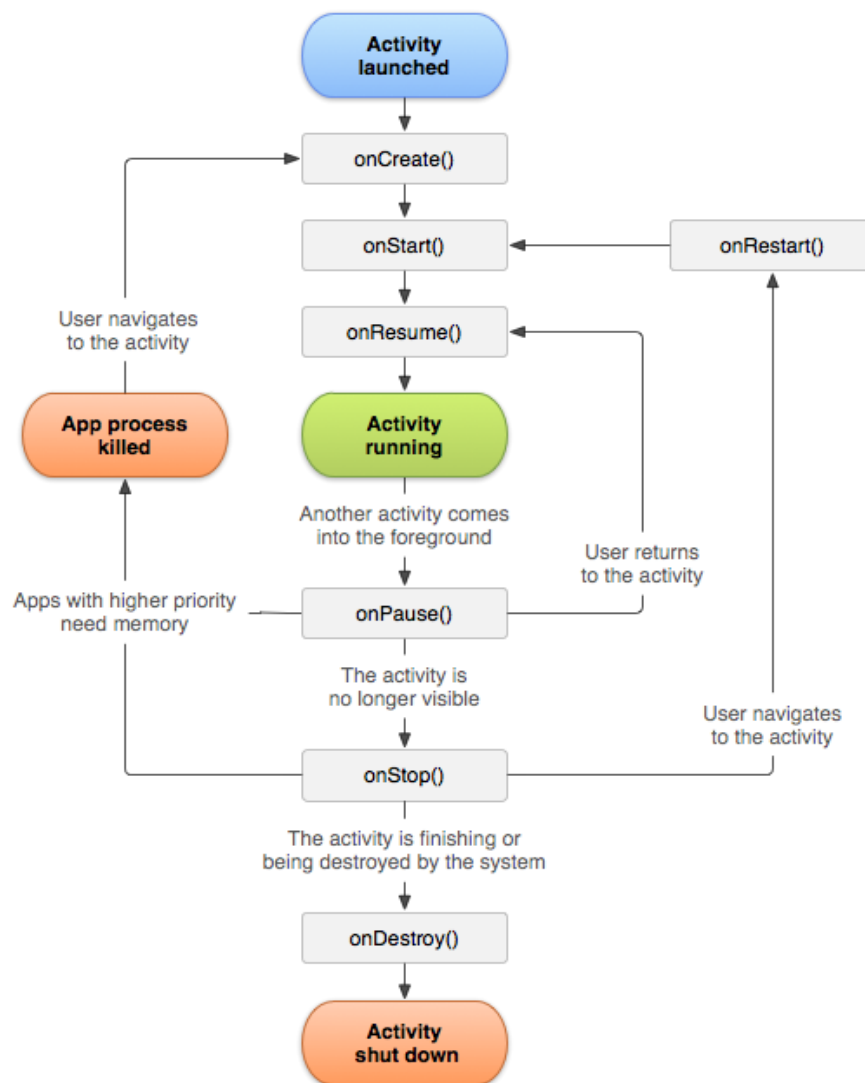 Activity
launched
onCreate()
onStart()
onRestart()
User navigates
to the activity
onResume()
App process
killed
Activity
running
Another activity comes
into the foreground
User returns
to the activity
Apps with higher priority
need memory
onPause()
The activity is
no longer visible
User navigates
to the activity
onStop()
The activity is finishing or
being destroyed by the system
onDestroy()
Activity
shut down